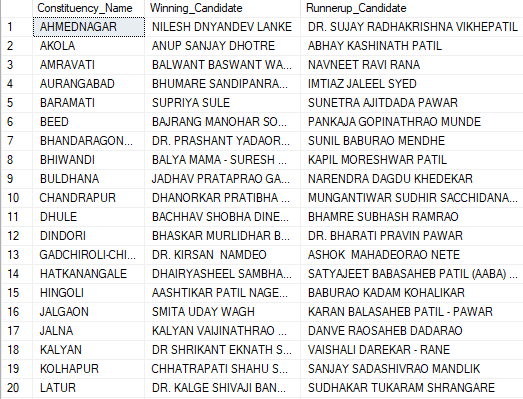 Constituency_Name Winning_Candidate Runnerup_Candidate
1 AHMEDNAGAR NILESH DNYANDEV LANKE DR. SUJAY RADHAKRISHNA VIKHEPATIL
2 AKOLA ANUP SANJAY DHOTRE ABHAY KASHINATH PATIL
3 AMRAVATI BALWANT BASWANT WA... NAVNEET RAVI RANA
4 AURANGABAD BHUMARE SANDIPANRA... IMTIAZ JALEEL SYED
5 BARAMATI SUPRIYA SULE SUNETRA AJITDADA PAWAR
6 BEED BAJRANG MANOHAR SO... PANKAJA GOPINATHRAO MUNDE
7 BHANDARAGON... DR. PRASHANT YADAOR... SUNIL BABURAO MENDHE
8 BHIWANDI BALYA MAMA - SURESH ... KAPIL MORESHWAR PATIL
9 BULDHANA JADHAV PRATAPRAO GA... NARENDRA DAGDU KHEDEKAR
10 CHANDRAPUR DHANORKAR PRATIBHA ... MUNGANTIWAR SUDHIR SACCHIDANA...
11 DHULE BACHHAV SHOBHA DINE... BHAMRE SUBHASH RAMRAO
12 DINDORI BHASKAR MURLIDHAR B... DR. BHARATI PRAVIN PAWAR
13 GADCHIROLI-CHI... DR. KIRSAN NAMDEO ASHOK MAHADEORAO NETE
14 HATKANANGALE DHAIRYASHEEL SAMBHA... SATYAJEET BABASAHEB PATIL (AABA) ...
15 HINGOLI AASHTIKAR PATIL NAGE... BABURAO KADAM KOHALIKAR
16 JALGAON SMITA UDAY WAGH KARAN BALASAHEB PATIL - PAWAR
17 JALNA KALYAN VAIJINATHRAO ... DANVE RAOSAHEB DADARAO
18 KALYAN DR SHRIKANT EKNATH S... VAISHALI DAREKAR - RANE
19 KOLHAPUR CHHATRAPATI SHAHU S... SANJAY SADASHIVRAO MANDLIK
20 LATUR DR. KALGE SHIVAJI BAN... SUDHAKAR TUKARAM SHRANGARE